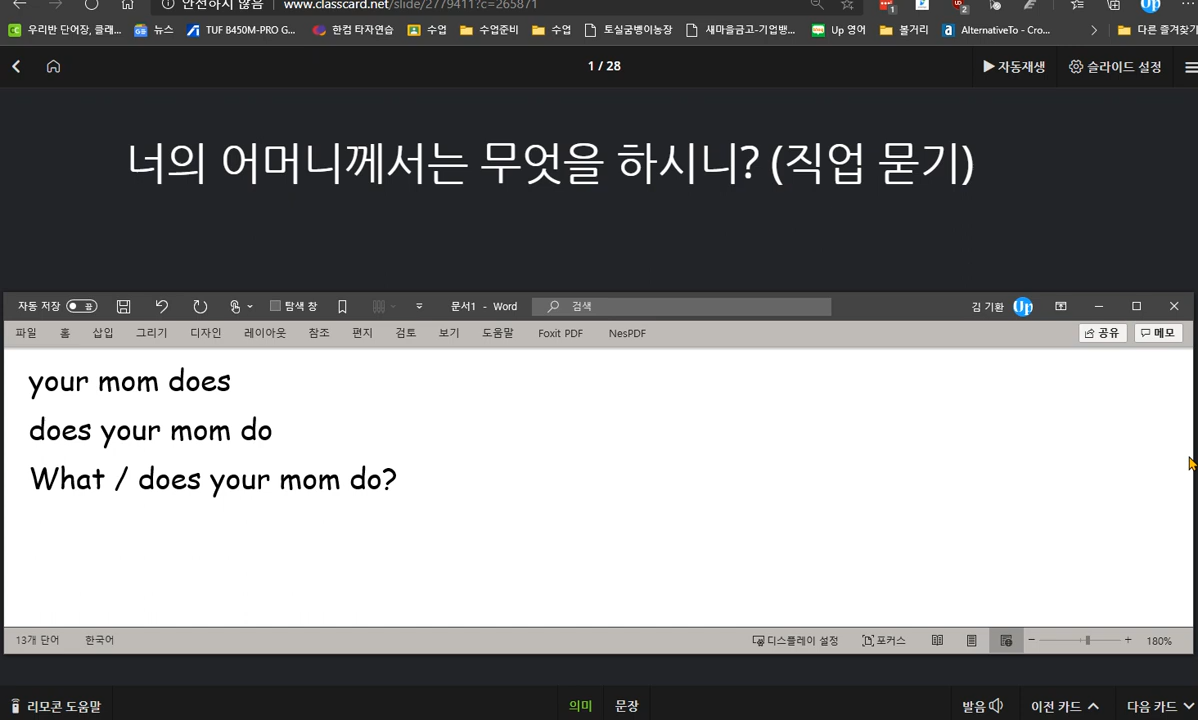 안전하지 않음 | www.classcard.net/slide/2779411?c=265871
우리반 단어장, 클래... 뉴스 TUF B450M-PRO G... 한컴 타자연습 수업 수업준비 수업 토실굼벵이농장 새마을금고-기업뱅... Up 영어 볼거리 AlternativeTo - Cro... 다른 즐겨찾기
1 / 28 자동재생 슬라이드 설정
너의 어머니께서는 무엇을 하시니? (직업 묻기)
자동 저장 끔 탐색 창 문서1 - Word 검색 김 기환 Up
파일 홈 삽입 그리기 디자인 레이아웃 참조 편지 검토 보기 도움말 Foxit PDF NesPDF 공유 메모
your mom does
does your mom do
What / does your mom do?
13개 단어 한국어 디스플레이 설정 포커스 180%
리모콘 도움말 의미 문장 발음 이전 카드 다음 카드